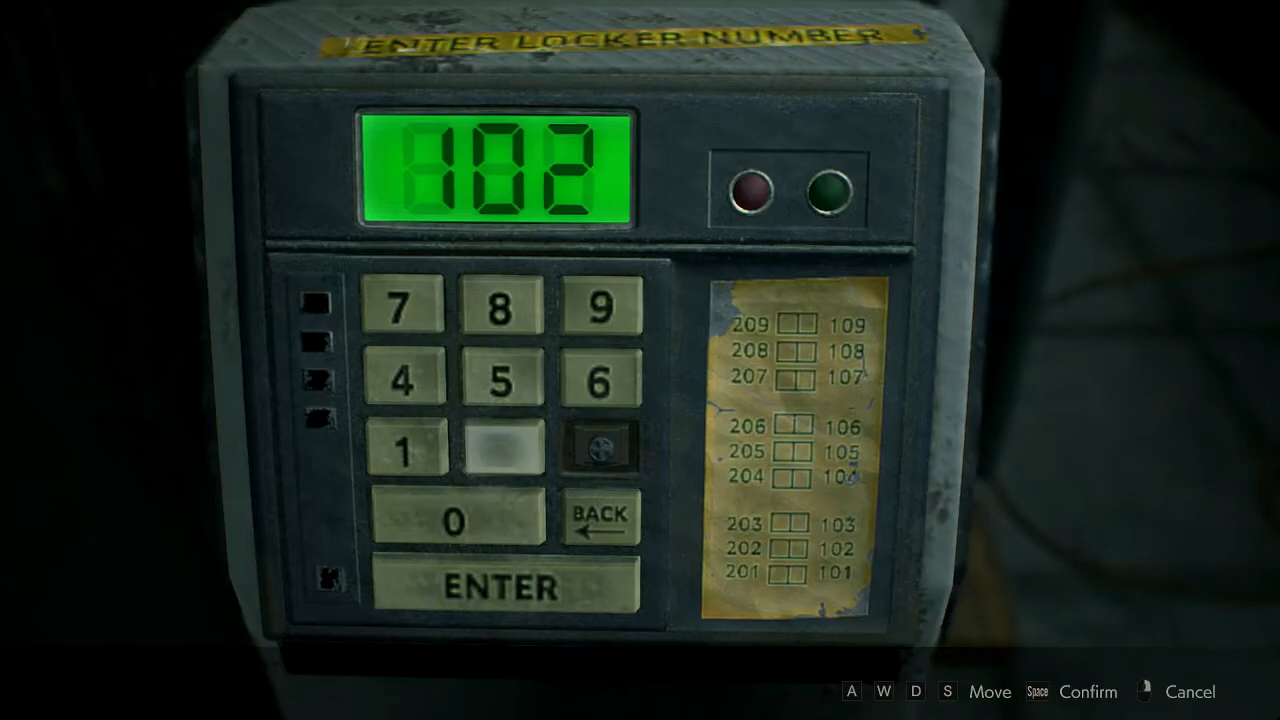 ENTER LOCKER NUMBER
102
7 8 9
4 5 6
1
0 BACK
ENTER
209 109
208 108
207 107
206 106
205 105
204 104
203 103
202 102
201 101
A W D S Move Space Confirm Cancel